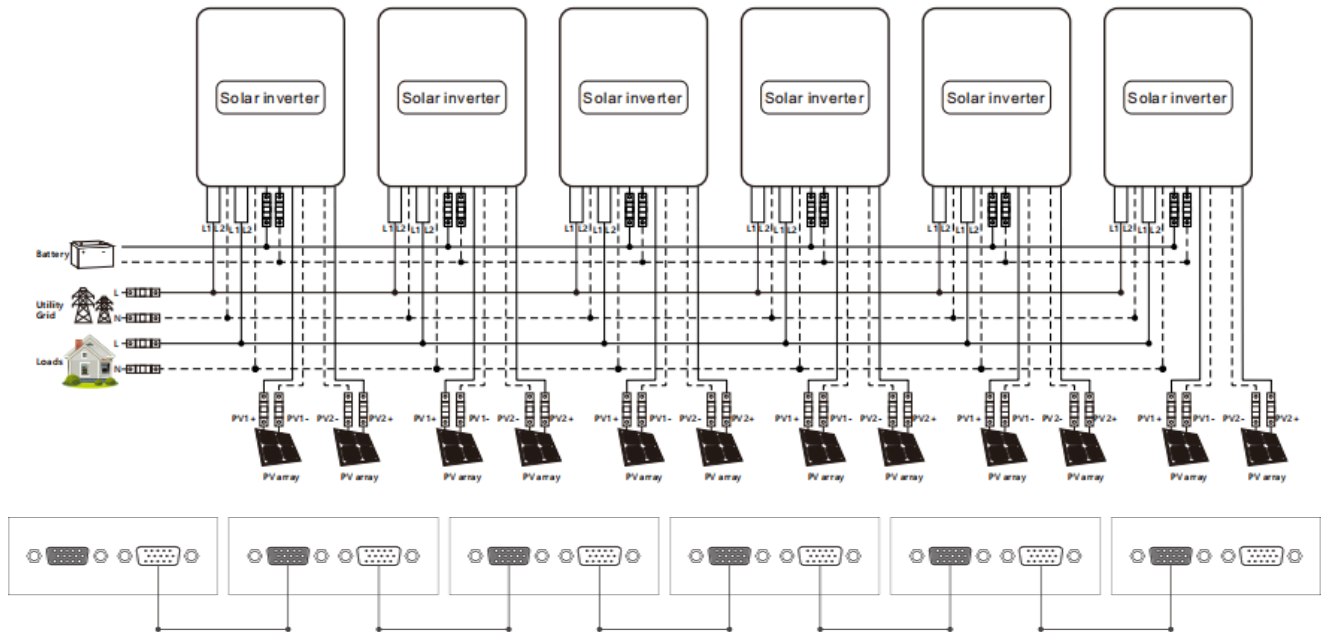 Solar inverter Solar inverter Solar inverter Solar inverter Solar inverter Solar inverter
L1 L2 L1 L2 L1 L2 L1 L2 L1 L2 L1 L2 L1 L2 L1 L2 L1 L2 L1 L2 L1 L2 L1 L2
Battery
L
Utility
Grid
N
L
Loads
N
PV1+ PV1- PV2- PV2+ PV1+ PV1- PV2- PV2+ PV1+ PV1- PV2- PV2+ PV1+ PV1- PV2- PV2+ PV1+ PV1- PV2- PV2+ PV1+ PV1- PV2- PV2+
PV array PV array PV array PV array PV array PV array PV array PV array PV array PV array PV array PV array